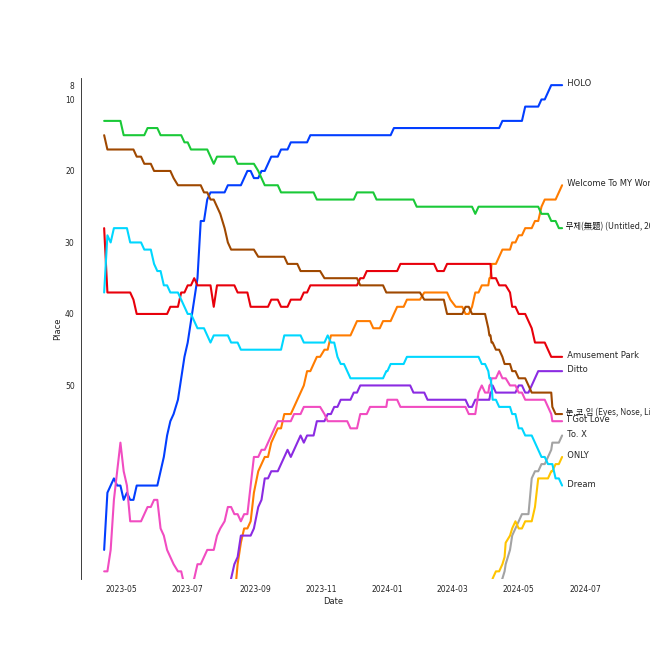 8
10
20
30
40
50
Place
HOLO
Welcome To MY Wor
무제(無題) (Untitled, 20
Amusement Park
Ditto
눈,코,입 (Eyes, Nose, Li
I Got Love
To. X
ONLY
Dream
2023-05
2023-07
2023-09
2023-11
2024-01
2024-03
2024-05
2024-07
Date